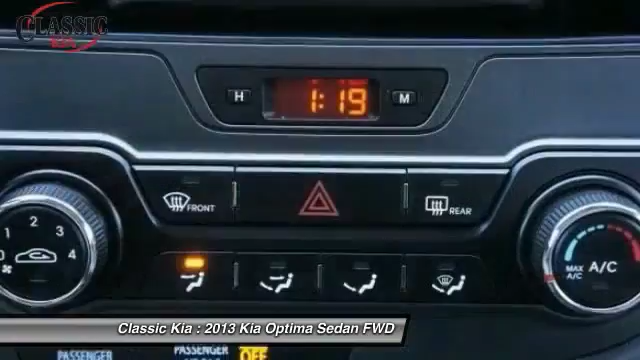 CLASSIC
KIA
H 1:19 M
FRONT REAR
1 2 3 4
MAX A/C A/C
Classic Kia : 2013 Kia Optima Sedan FWD
PASSENGER PASSENGER OFF